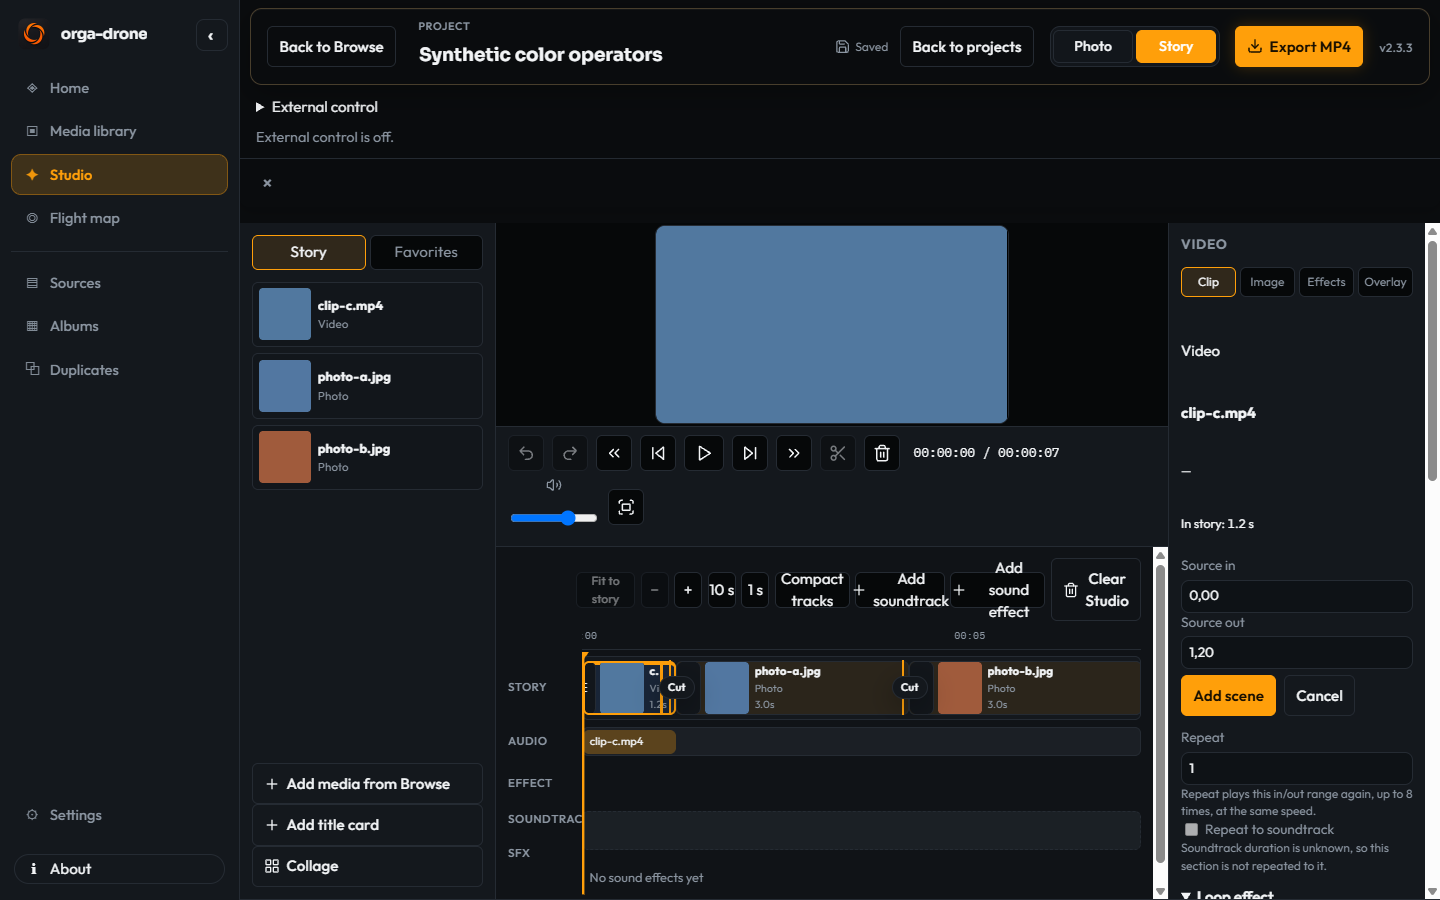 orga-drone
Home
Media library
Studio
Flight map
Sources
Albums
Duplicates
Settings
About
Back to Browse
PROJECT
Synthetic color operators
Saved
Back to projects
Photo
Story
Export MP4
v2.3.3
External control
External control is off.
Story
Favorites
clip-c.mp4
Video
photo-a.jpg
Photo
photo-b.jpg
Photo
Add media from Browse
Add title card
Collage
00:00:00 / 00:00:07
Fit to
story
10 s
1 s
Compact
tracks
Add
soundtrack
Add
sound
effect
Clear
Studio
00
00:05
STORY
c.
1.2s
Cut
photo-a.jpg
Photo
3.0s
Cut
photo-b.jpg
Photo
3.0s
AUDIO
clip-c.mp4
EFFECT
SOUNDTRAC
SFX
No sound effects yet
VIDEO
Clip
Image
Effects
Overlay
Video
clip-c.mp4
—
In story: 1.2 s
Source in
0,00
Source out
1,20
Add scene
Cancel
Repeat
1
Repeat plays this in/out range again, up to 8
times, at the same speed.
Repeat to soundtrack
Soundtrack duration is unknown, so this
section is not repeated to it.
Loop effect